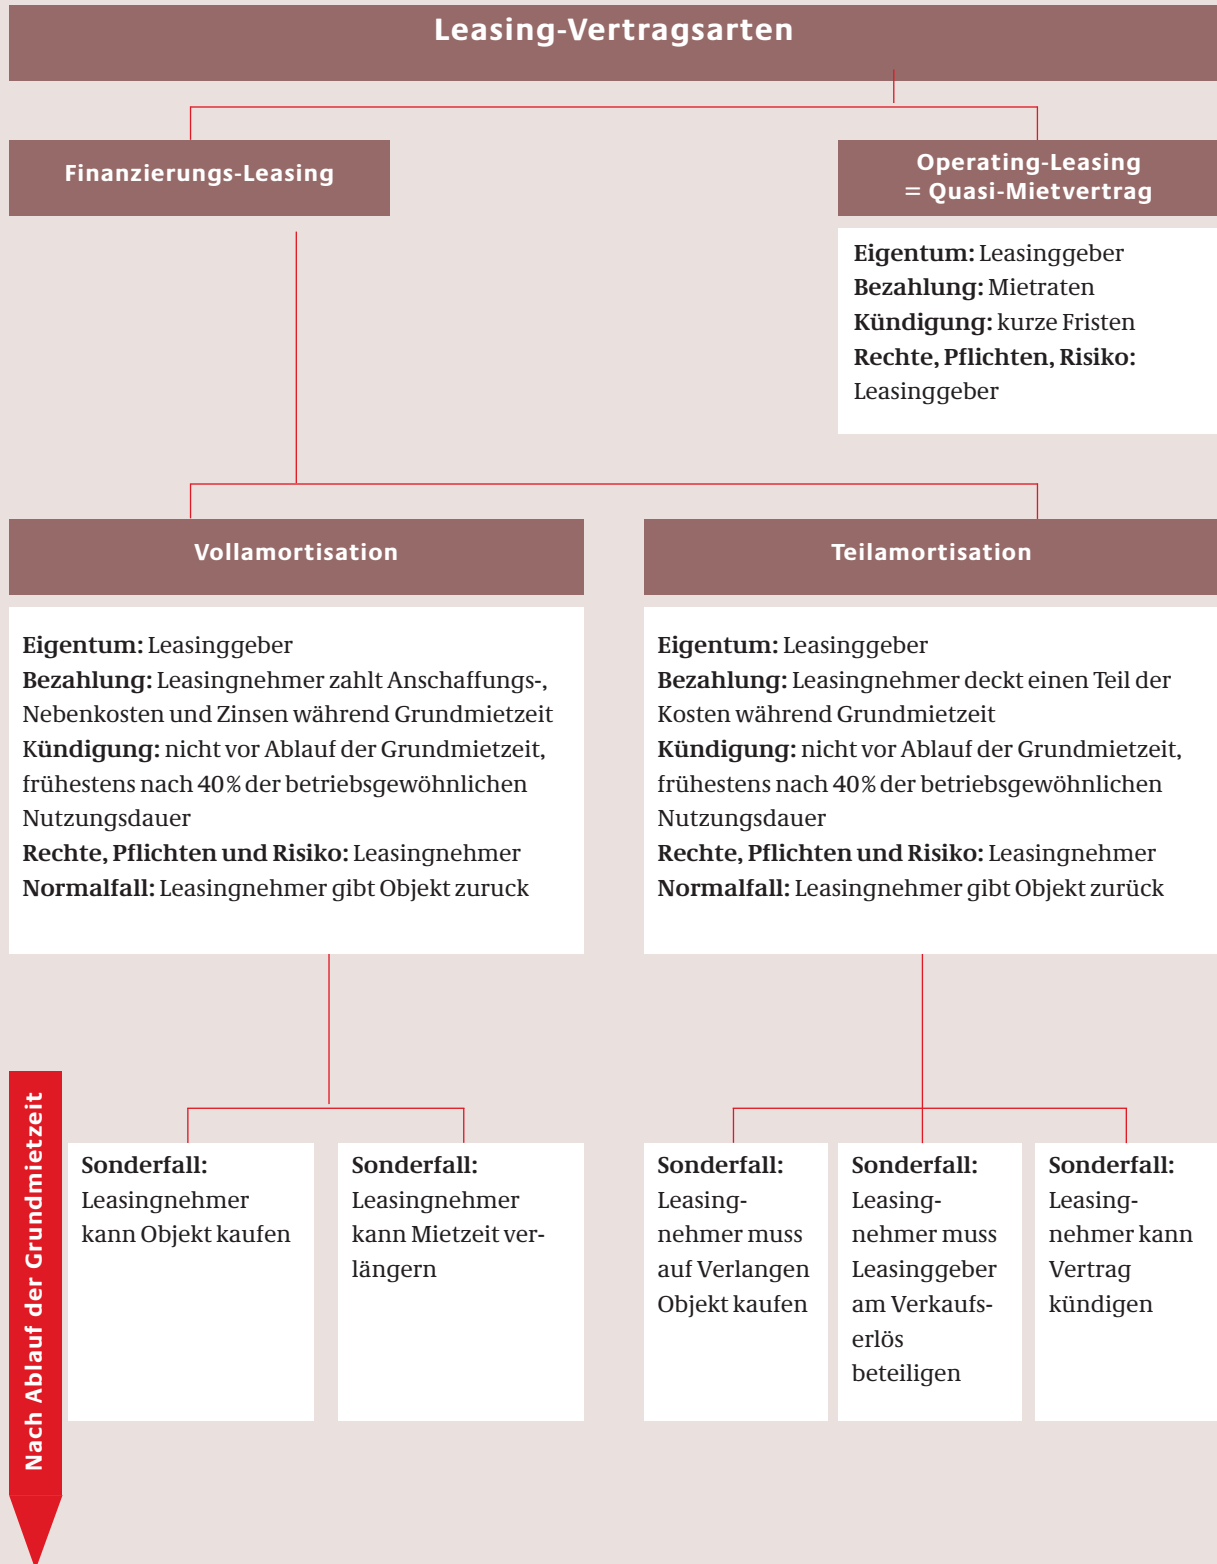 Leasing-Vertragsarten
Finanzierungs-Leasing
Operating-Leasing
= Quasi-Mietvertrag
Eigentum: Leasinggeber
Bezahlung: Mietraten
Kündigung: kurze Fristen
Rechte, Pflichten, Risiko:
Leasinggeber
Vollamortisation
Eigentum: Leasinggeber
Bezahlung: Leasingnehmer zahlt Anschaffungs-,
Nebenkosten und Zinsen während Grundmietzeit
Kündigung: nicht vor Ablauf der Grundmietzeit,
frühestens nach 40 % der betriebsgewöhnlichen
Nutzungsdauer
Rechte, Pflichten und Risiko: Leasingnehmer
Normalfall: Leasingnehmer gibt Objekt zuruck
Teilamortisation
Eigentum: Leasinggeber
Bezahlung: Leasingnehmer deckt einen Teil der
Kosten während Grundmietzeit
Kündigung: nicht vor Ablauf der Grundmietzeit,
frühestens nach 40 % der betriebsgewöhnlichen
Nutzungsdauer
Rechte, Pflichten und Risiko: Leasingnehmer
Normalfall: Leasingnehmer gibt Objekt zurück
Nach Ablauf der Grundmietzeit
Sonderfall:
Leasingnehmer
kann Objekt kaufen
Sonderfall:
Leasingnehmer
kann Mietzeit ver-
längern
Sonderfall:
Leasing-
nehmer muss
auf Verlangen
Objekt kaufen
Sonderfall:
Leasing-
nehmer muss
Leasinggeber
am Verkaufs-
erlös
beteiligen
Sonderfall:
Leasing-
nehmer kann
Vertrag
kündigen